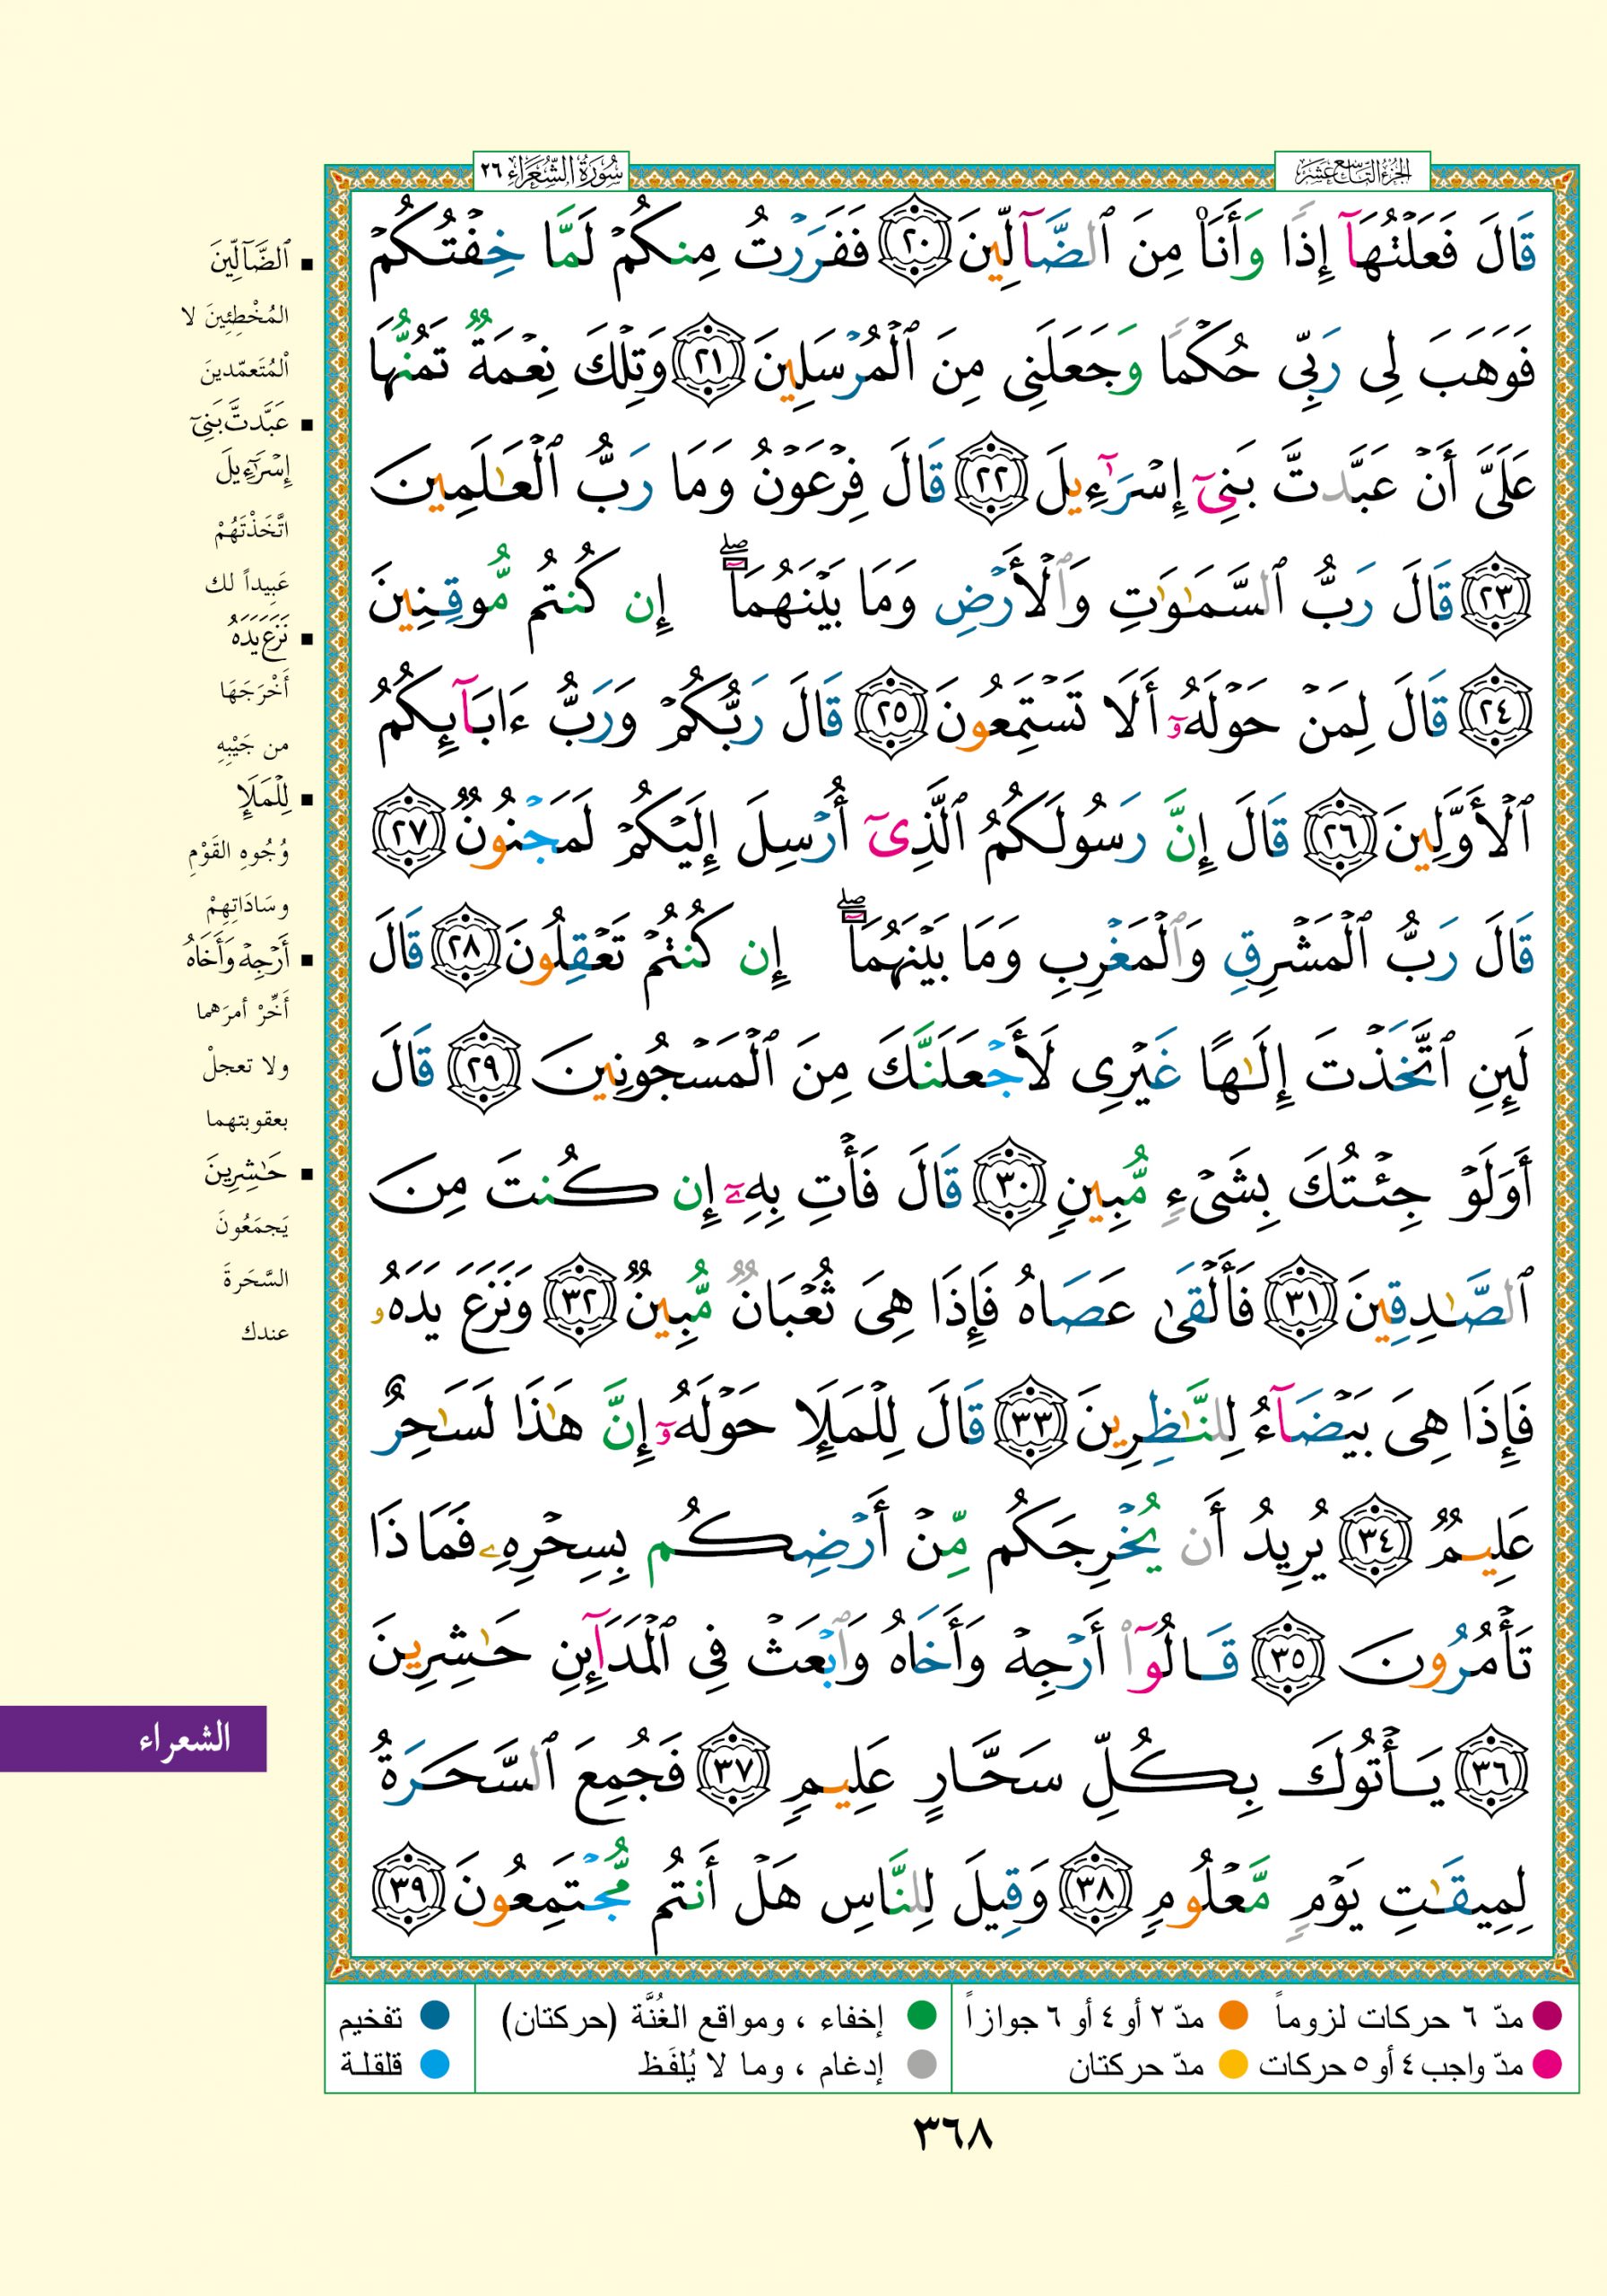 الجزء التاسع عشر
سورة الشعراء ٢٦
قَالَ فَعَلْتُهَآ إِذًا وَأَنَا۠ مِنَ ٱلضَّآلِّينَ ٢٠ فَفَرَرْتُ مِنكُمْ لَمَّا خِفْتُكُمْ
فَوَهَبَ لِى رَبِّى حُكْمًا وَجَعَلَنِى مِنَ ٱلْمُرْسَلِينَ ٢١ وَتِلْكَ نِعْمَةٌ تَمُنُّهَا
عَلَىَّ أَنْ عَبَّدتَّ بَنِىٓ إِسْرَٰٓءِيلَ ٢٢ قَالَ فِرْعَوْنُ وَمَا رَبُّ ٱلْعَـٰلَمِينَ
٢٣ قَالَ رَبُّ ٱلسَّمَـٰوَٰتِ وَٱلْأَرْضِ وَمَا بَيْنَهُمَآ ۖ إِن كُنتُم مُّوقِنِينَ
٢٤ قَالَ لِمَنْ حَوْلَهُۥٓ أَلَا تَسْتَمِعُونَ ٢٥ قَالَ رَبُّكُمْ وَرَبُّ ءَابَآئِكُمُ
ٱلْأَوَّلِينَ ٢٦ قَالَ إِنَّ رَسُولَكُمُ ٱلَّذِىٓ أُرْسِلَ إِلَيْكُمْ لَمَجْنُونٌ ٢٧
قَالَ رَبُّ ٱلْمَشْرِقِ وَٱلْمَغْرِبِ وَمَا بَيْنَهُمَآ ۖ إِن كُنتُمْ تَعْقِلُونَ ٢٨ قَالَ
لَئِنِ ٱتَّخَذْتَ إِلَـٰهًا غَيْرِى لَأَجْعَلَنَّكَ مِنَ ٱلْمَسْجُونِينَ ٢٩ قَالَ
أَوَلَوْ جِئْتُكَ بِشَىْءٍ مُّبِينٍ ٣٠ قَالَ فَأْتِ بِهِۦٓ إِن كُنتَ مِنَ
ٱلصَّـٰدِقِينَ ٣١ فَأَلْقَىٰ عَصَاهُ فَإِذَا هِىَ ثُعْبَانٌ مُّبِينٌ ٣٢ وَنَزَعَ يَدَهُۥ
فَإِذَا هِىَ بَيْضَآءُ لِلنَّـٰظِرِينَ ٣٣ قَالَ لِلْمَلَإِ حَوْلَهُۥٓ إِنَّ هَـٰذَا لَسَـٰحِرٌ
عَلِيمٌ ٣٤ يُرِيدُ أَن يُخْرِجَكُم مِّنْ أَرْضِكُم بِسِحْرِهِۦ فَمَاذَا
تَأْمُرُونَ ٣٥ قَالُوٓا۟ أَرْجِهْ وَأَخَاهُ وَٱبْعَثْ فِى ٱلْمَدَآئِنِ حَـٰشِرِينَ
٣٦ يَأْتُوكَ بِكُلِّ سَحَّارٍ عَلِيمٍ ٣٧ فَجُمِعَ ٱلسَّحَرَةُ
لِمِيقَـٰتِ يَوْمٍ مَّعْلُومٍ ٣٨ وَقِيلَ لِلنَّاسِ هَلْ أَنتُم مُّجْتَمِعُونَ ٣٩
▪ ٱلضَّآلِّينَ
المُخْطِئِينَ لا
اْلمُتَعمّدينَ
▪ عَبَّدتَّ بَنِىٓ
إِسْرَٰٓءِيلَ
اتَّخَذْتَهُمْ
عَبِيداً لك
▪ نَزَعَ يَدَهُ
أَخْرَجَهَا
من جَيْبِهِ
▪ لِلْمَلَإِ
وُجُوهِ القَوْمِ
وسَادَاتِهِمْ
▪ أَرْجِهْ وَأَخَاهُ
أَخِّرْ أمرَهما
ولا تعجلْ
بعقوبتهما
▪ حَـٰشِرِينَ
يَجمَعُونَ
السَّحَرةَ
عندك
الشعراء
مدّ ٦ حركات لزوماً مدّ ٢ أو ٤ أو ٦ جوازاً
مدّ واجب ٤ أو ٥ حركات مدّ حركتان
إخفاء ، ومواقع الغُنَّة (حركتان)
إدغام ، وما لا يُلفَظ
تفخيم
قلقلة
٣٦٨